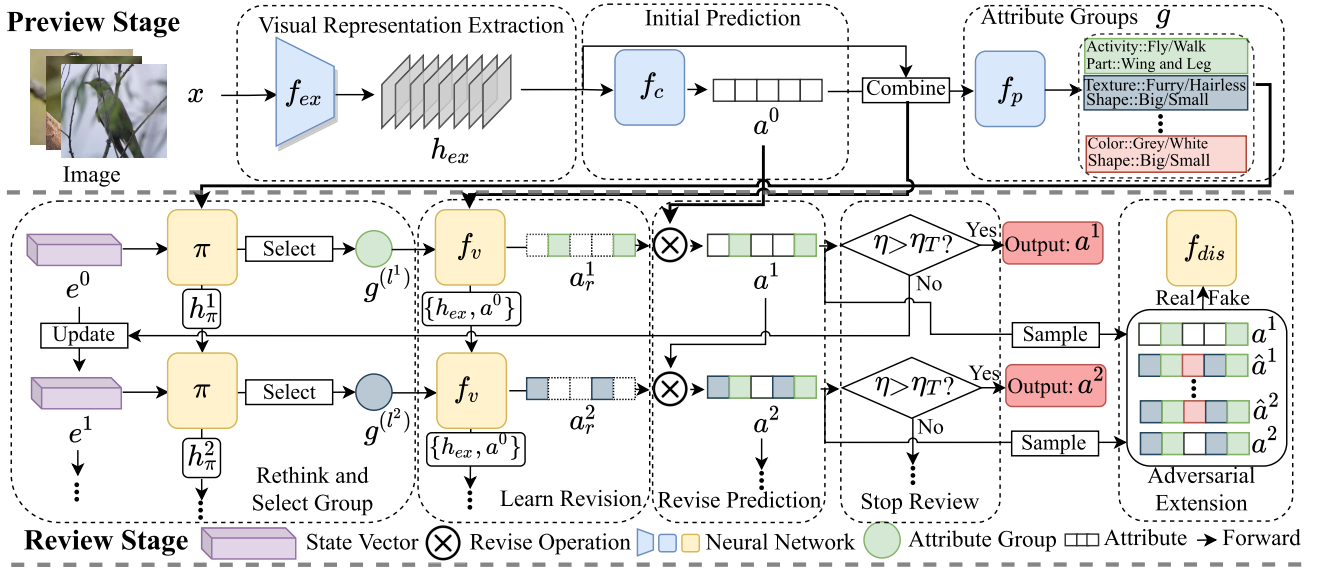 Preview Stage
Visual Representation Extraction
Initial Prediction
Attribute Groups g
x
f_ex
h_ex
f_c
a^0
Combine
f_p
Activity::Fly/Walk
Part::Wing and Leg
Texture::Furry/Hairless
Shape::Big/Small
Color::Grey/White
Shape::Big/Small
Image
e^0
π
Select
g^(l^1)
f_v
a_r^1
a^1
η>η_T?
Yes
Output: a^1
f_dis
No
Real Fake
h_π^1
{h_ex, a^0}
Update
Sample
a^1
â^1
e^1
π
Select
g^(l^2)
f_v
a_r^2
a^2
η>η_T?
Yes
Output: a^2
â^2
No
Sample
a^2
h_π^2
{h_ex, a^0}
Rethink and
Select Group
Learn Revision
Revise Prediction
Stop Review
Adversarial
Extension
Review Stage
State Vector
Revise Operation
Neural Network
Attribute Group
Attribute
Forward